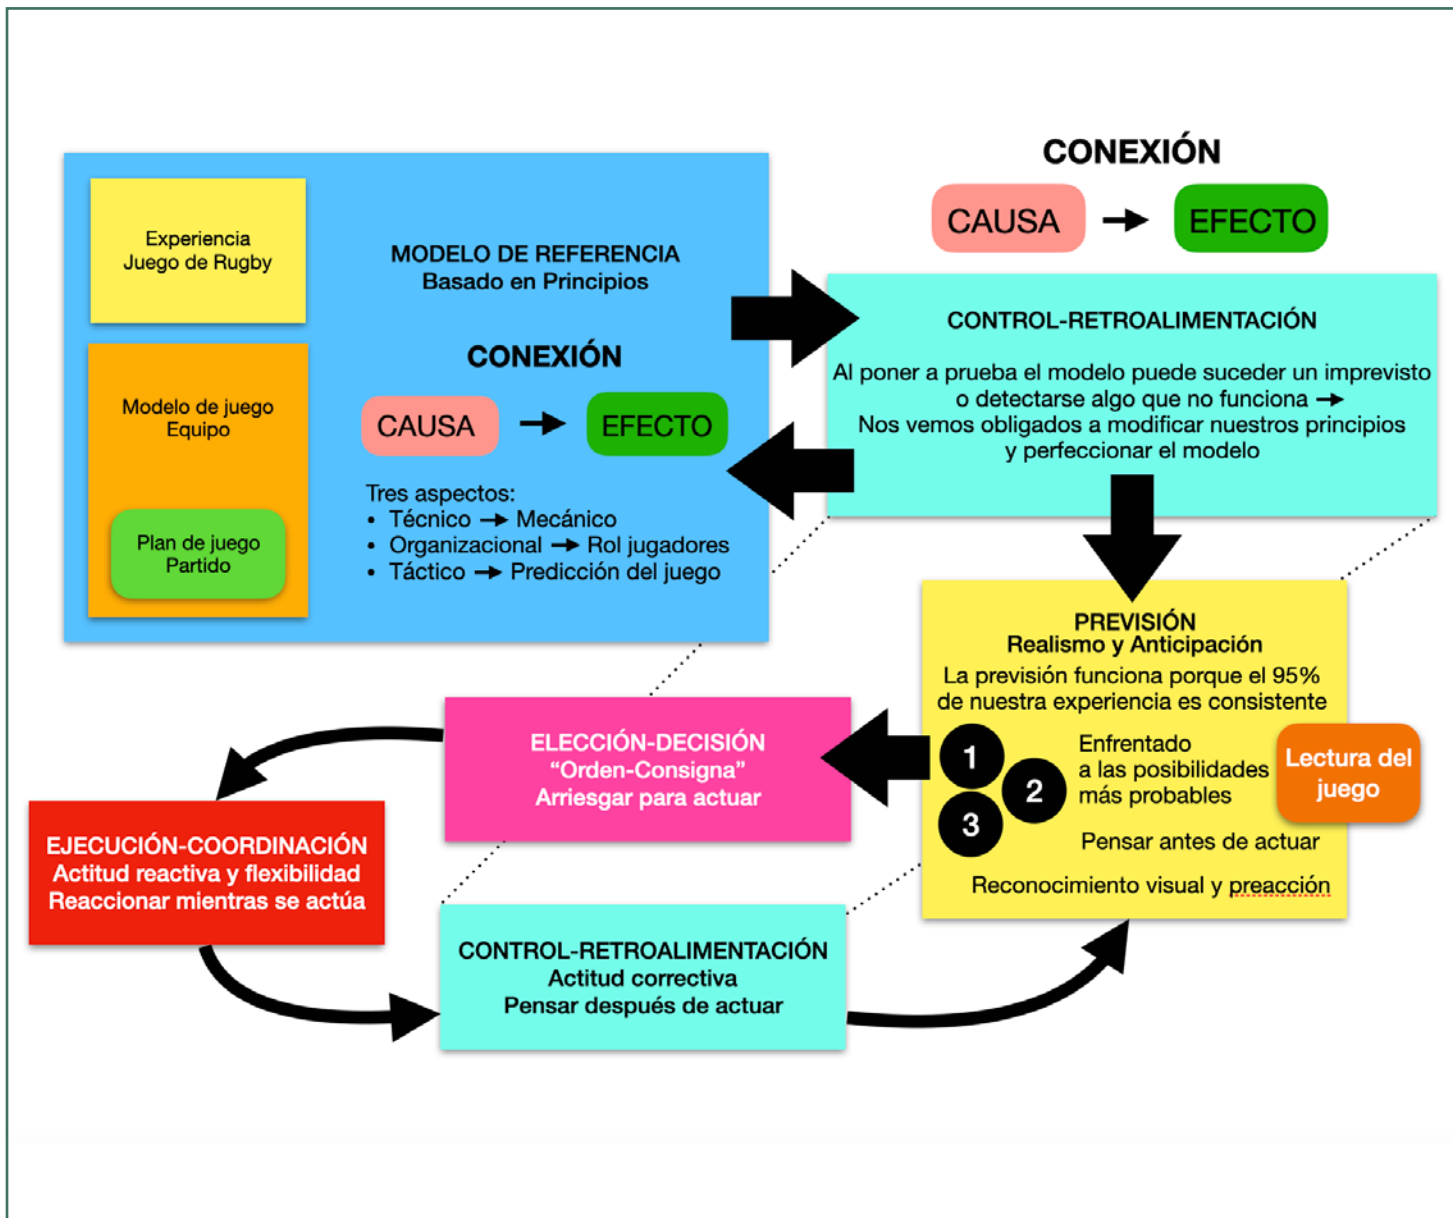 Experiencia
Juego de Rugby
MODELO DE REFERENCIA
Basado en Principios
CONEXIÓN
CAUSA → EFECTO
Modelo de juego
Equipo
Plan de juego
Partido
Tres aspectos:
• Técnico → Mecánico
• Organizacional → Rol jugadores
• Táctico → Predicción del juego
CONEXIÓN
CAUSA → EFECTO
CONTROL-RETROALIMENTACIÓN
Al poner a prueba el modelo puede suceder un imprevisto
o detectarse algo que no funciona →
Nos vemos obligados a modificar nuestros principios
y perfeccionar el modelo
PREVISIÓN
Realismo y Anticipación
La previsión funciona porque el 95%
de nuestra experiencia es consistente
1
2
3
Enfrentado
a las posibilidades
más probables
Lectura del
juego
Pensar antes de actuar
Reconocimiento visual y preacción
ELECCIÓN-DECISIÓN
“Orden-Consigna”
Arriesgar para actuar
EJECUCIÓN-COORDINACIÓN
Actitud reactiva y flexibilidad
Reaccionar mientras se actúa
CONTROL-RETROALIMENTACIÓN
Actitud correctiva
Pensar después de actuar